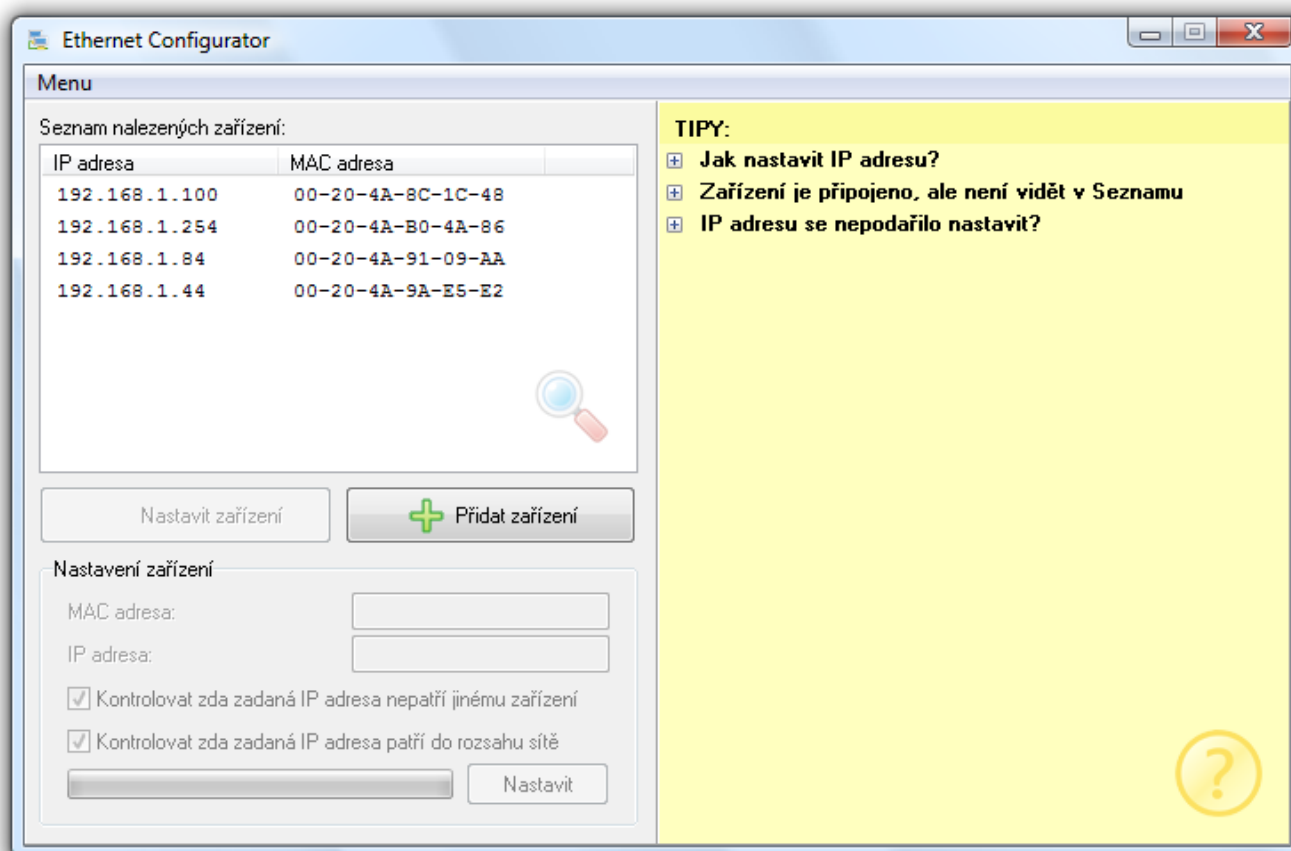 Ethernet Configurator
Menu
Seznam nalezených zařízení:
IP adresa MAC adresa
192.168.1.100 00-20-4A-8C-1C-48
192.168.1.254 00-20-4A-B0-4A-86
192.168.1.84 00-20-4A-91-09-AA
192.168.1.44 00-20-4A-9A-E5-E2
Nastavit zařízení Přidat zařízení
Nastavení zařízení
MAC adresa:
IP adresa:
Kontrolovat zda zadaná IP adresa nepatří jinému zařízení
Kontrolovat zda zadaná IP adresa patří do rozsahu sítě
Nastavit
TIPY:
Jak nastavit IP adresu?
Zařízení je připojeno, ale není vidět v Seznamu
IP adresu se nepodařilo nastavit?
?